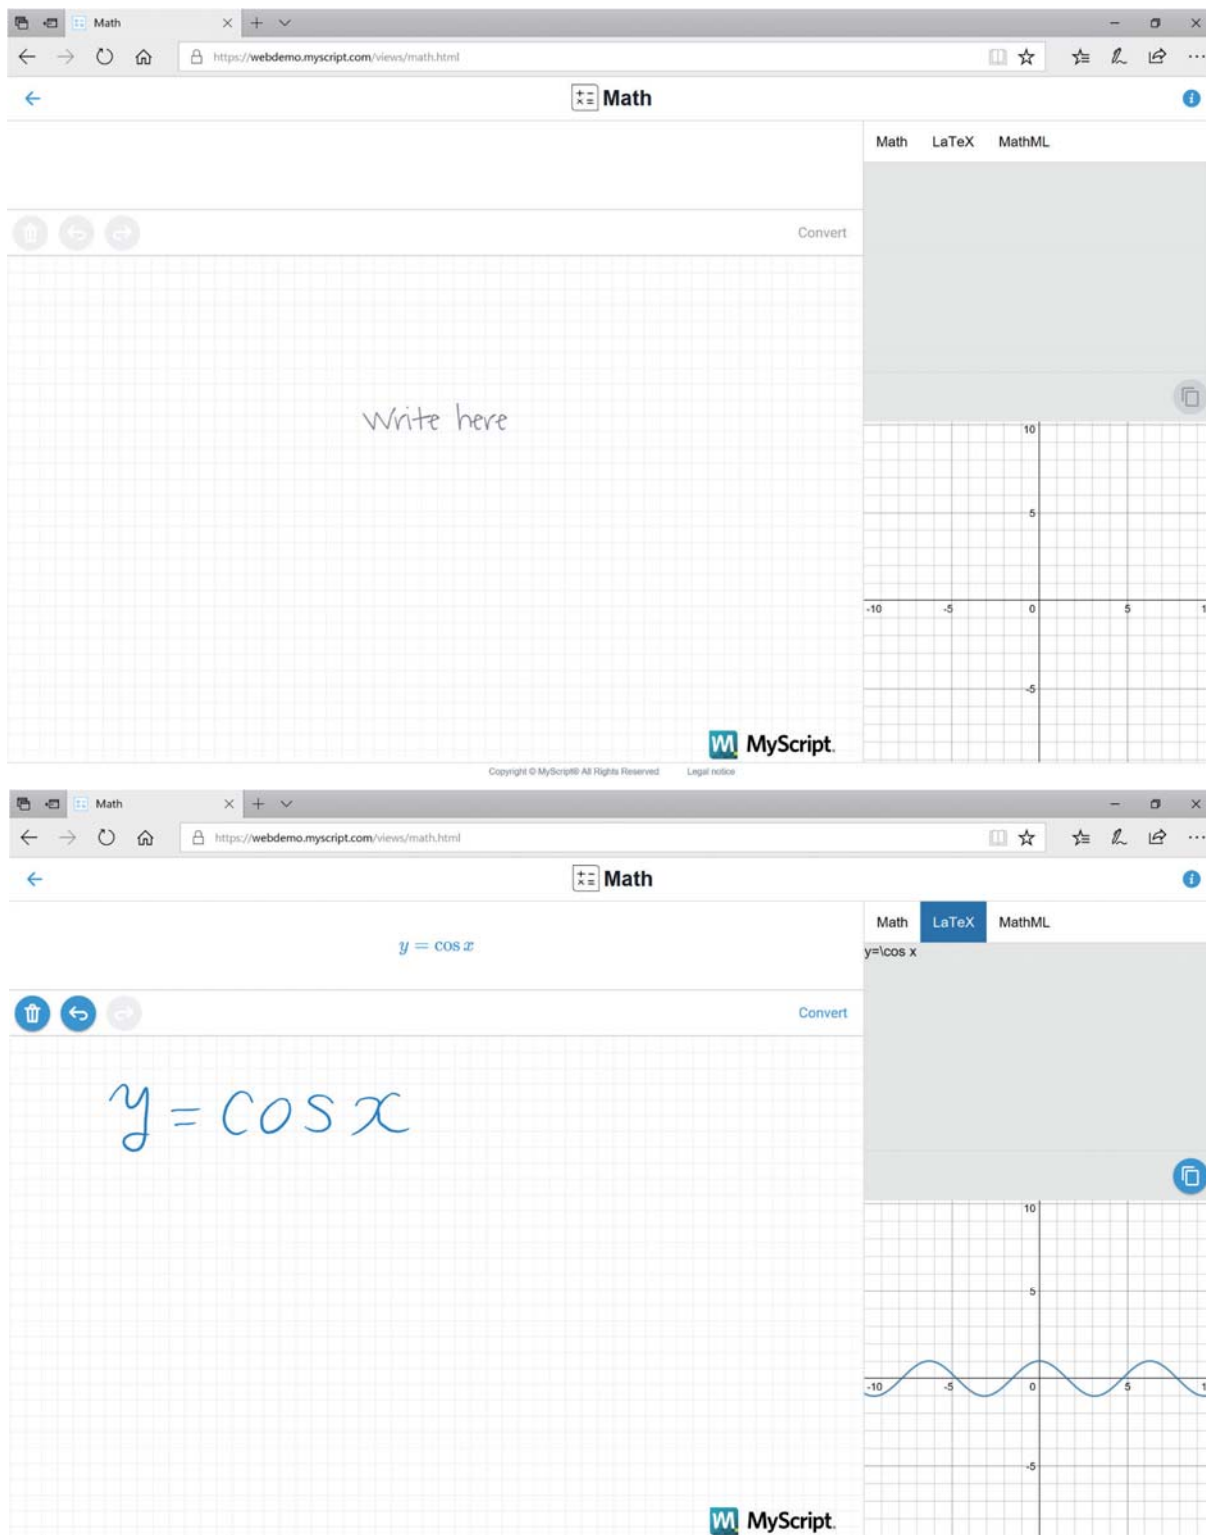 Math
https://webdemo.myscript.com/views/math.html
Math
Math LaTeX MathML
Convert
Write here
10
5
-10 -5 0 5 1
-5
MyScript.
Copyright © MyScript® All Rights Reserved Legal notice
Math
https://webdemo.myscript.com/views/math.html
Math
Math LaTeX MathML
y = cos x
y=\cos x
Convert
y = cos x
10
5
-10 -5 0 5 1
-5
MyScript.